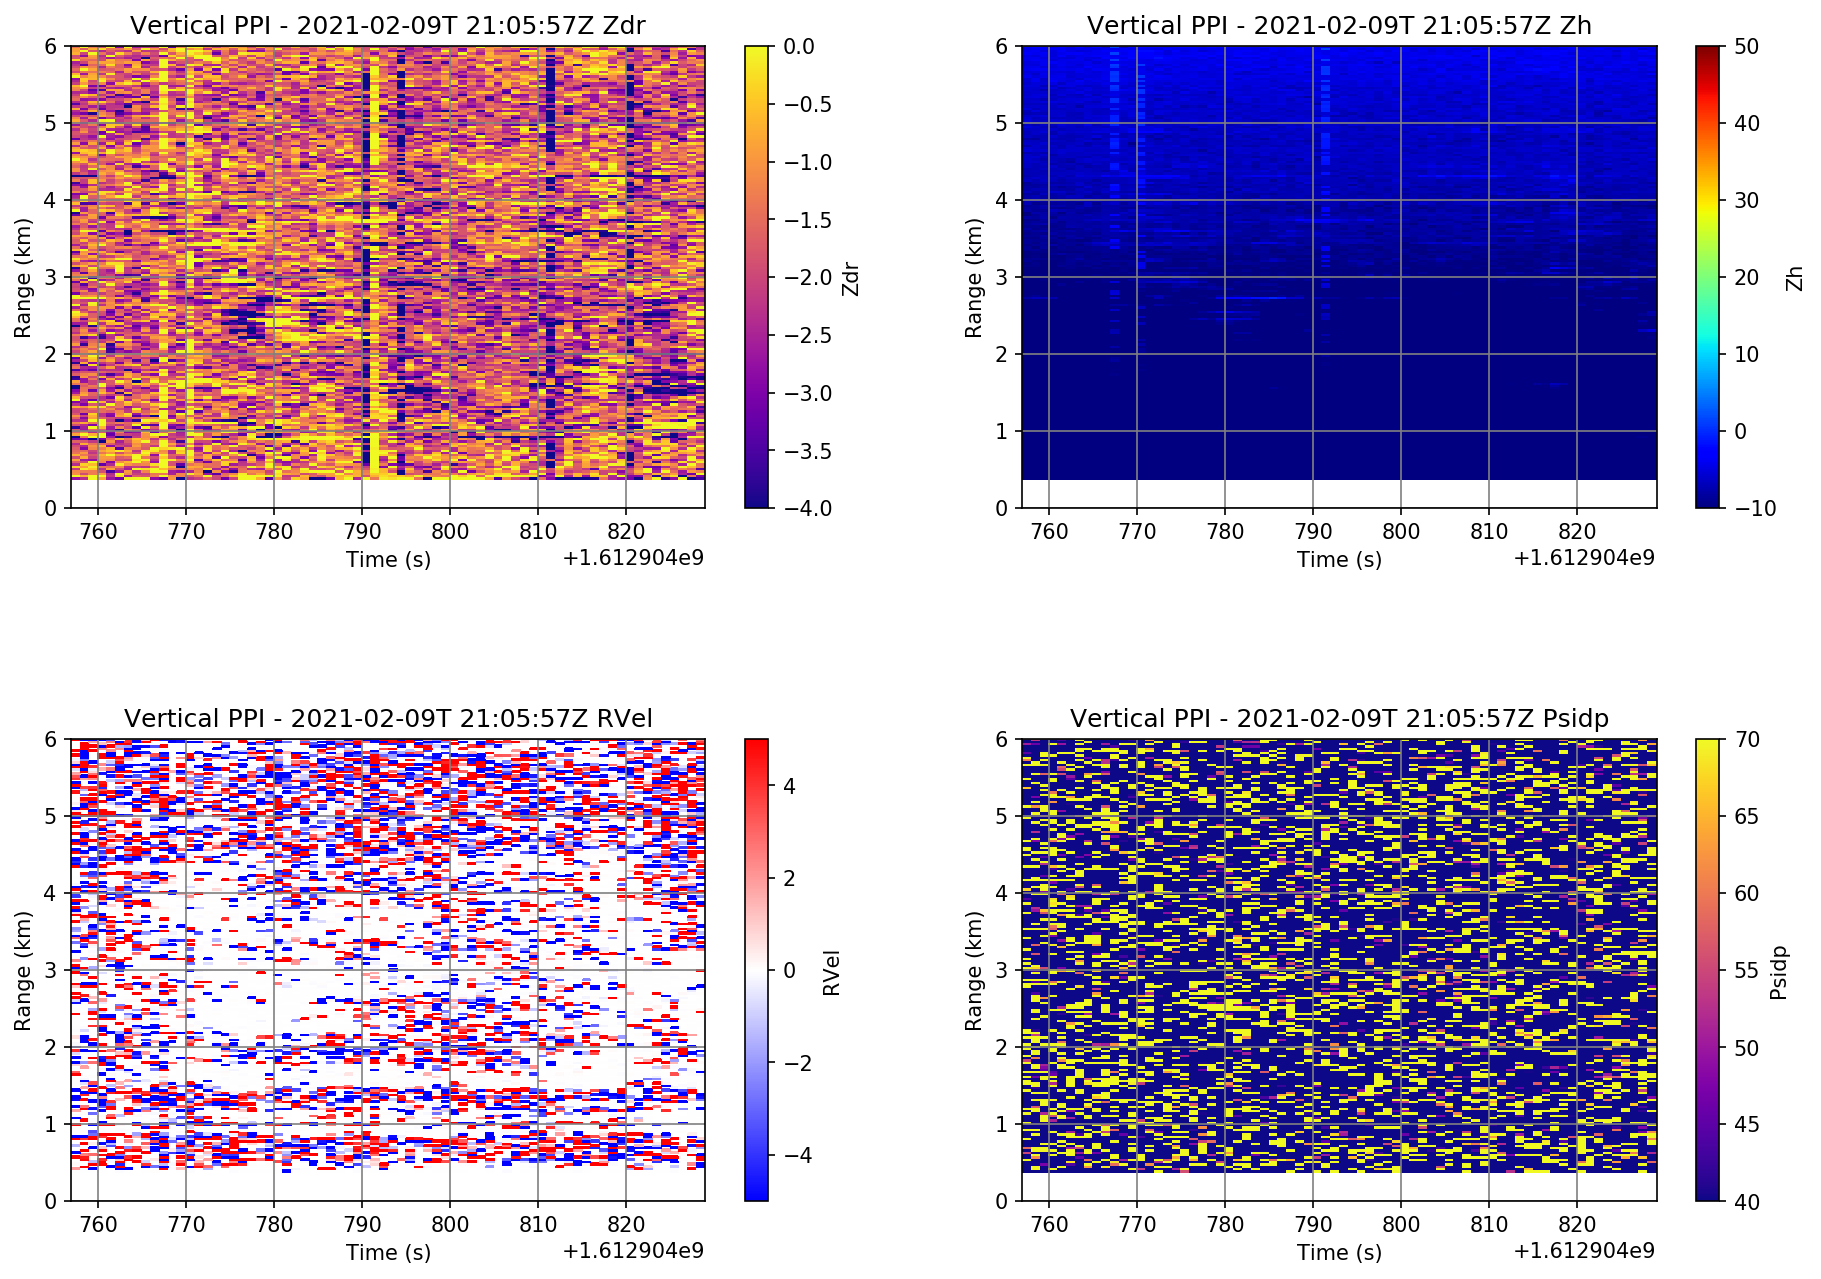 Vertical PPI - 2021-02-09T 21:05:57Z Zdr
6
5
4
3
2
1
0
Range (km)
760 770 780 790 800 810 820
Time (s)
+1.612904e9
0.0
−0.5
−1.0
−1.5
−2.0
−2.5
−3.0
−3.5
−4.0
Zdr
Vertical PPI - 2021-02-09T 21:05:57Z Zh
6
5
4
3
2
1
0
Range (km)
760 770 780 790 800 810 820
Time (s)
+1.612904e9
50
40
30
20
10
0
−10
Zh
Vertical PPI - 2021-02-09T 21:05:57Z RVel
6
5
4
3
2
1
0
Range (km)
760 770 780 790 800 810 820
Time (s)
+1.612904e9
4
2
0
−2
−4
RVel
Vertical PPI - 2021-02-09T 21:05:57Z Psidp
6
5
4
3
2
1
0
Range (km)
760 770 780 790 800 810 820
Time (s)
+1.612904e9
70
65
60
55
50
45
40
Psidp